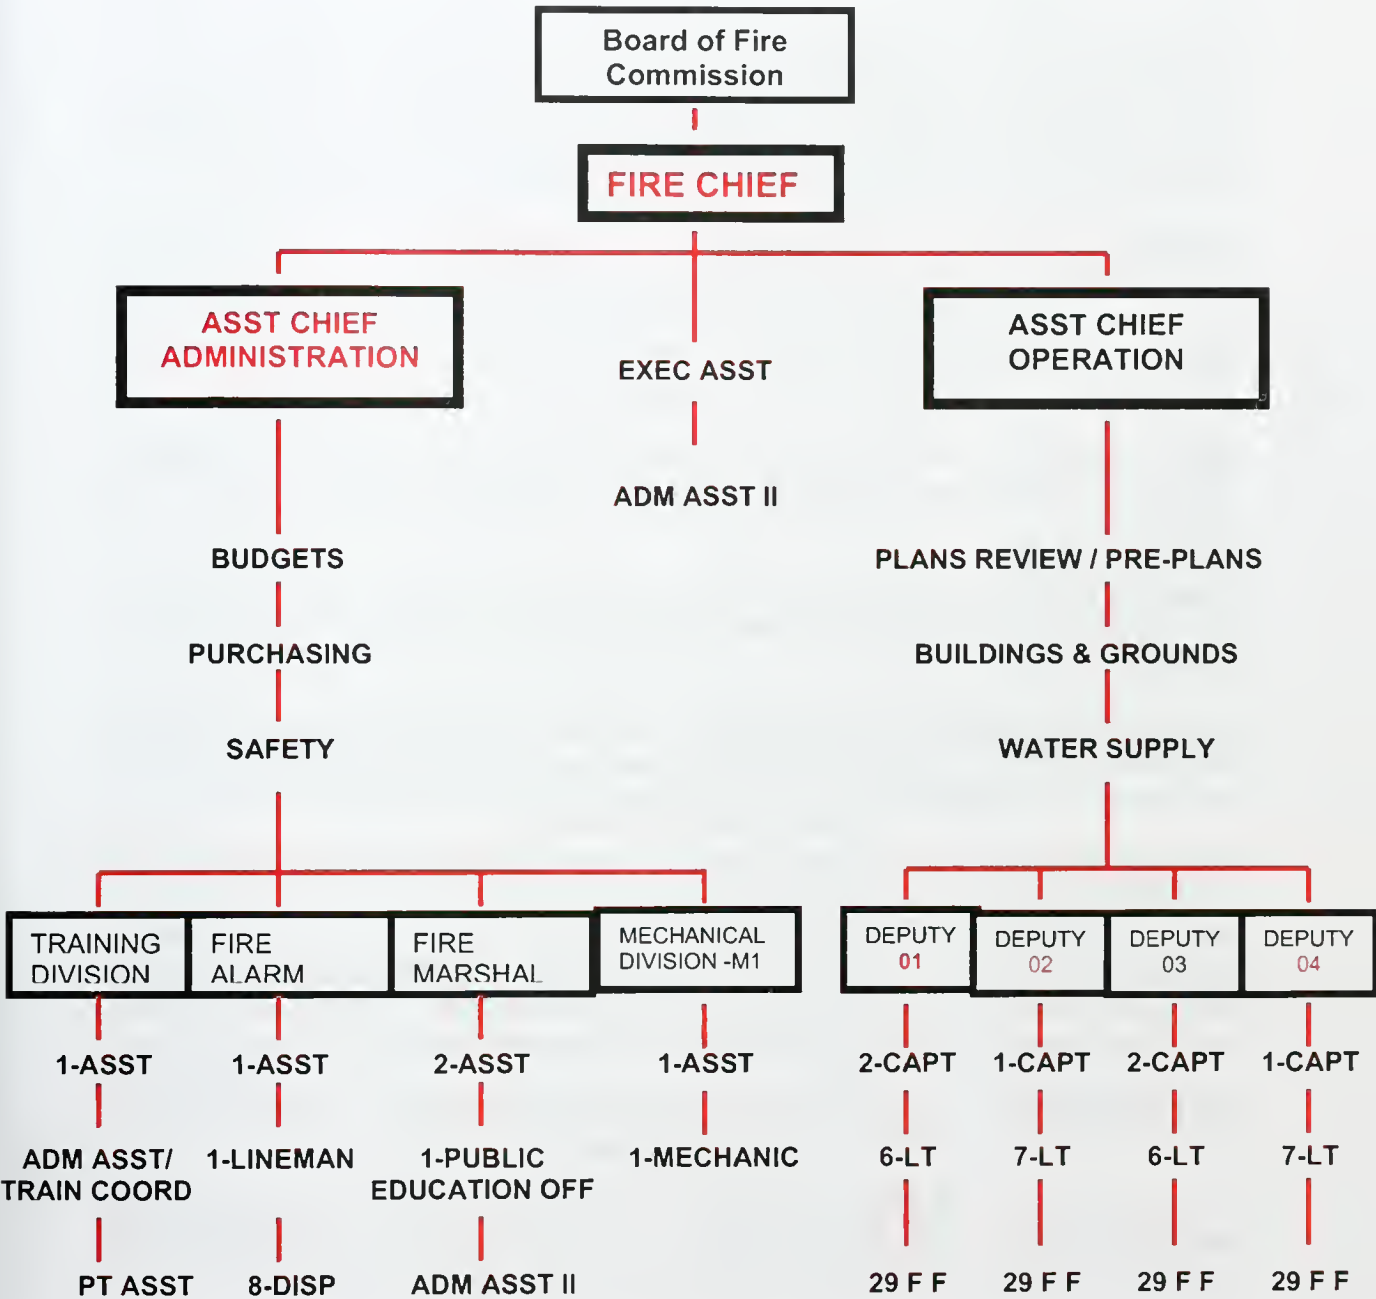 Board of Fire
Commission
FIRE CHIEF
ASST CHIEF
ADMINISTRATION
EXEC ASST
ADM ASST II
ASST CHIEF
OPERATION
BUDGETS
PURCHASING
SAFETY
PLANS REVIEW / PRE-PLANS
BUILDINGS & GROUNDS
WATER SUPPLY
TRAINING
DIVISION
FIRE
ALARM
FIRE
MARSHAL
MECHANICAL
DIVISION -M1
DEPUTY
01
DEPUTY
02
DEPUTY
03
DEPUTY
04
1-ASST
1-ASST
2-ASST
1-ASST
2-CAPT
1-CAPT
2-CAPT
1-CAPT
ADM ASST/
TRAIN COORD
1-LINEMAN
1-PUBLIC
EDUCATION OFF
1-MECHANIC
6-LT
7-LT
6-LT
7-LT
PT ASST
8-DISP
ADM ASST II
29 F F
29 F F
29 F F
29 F F